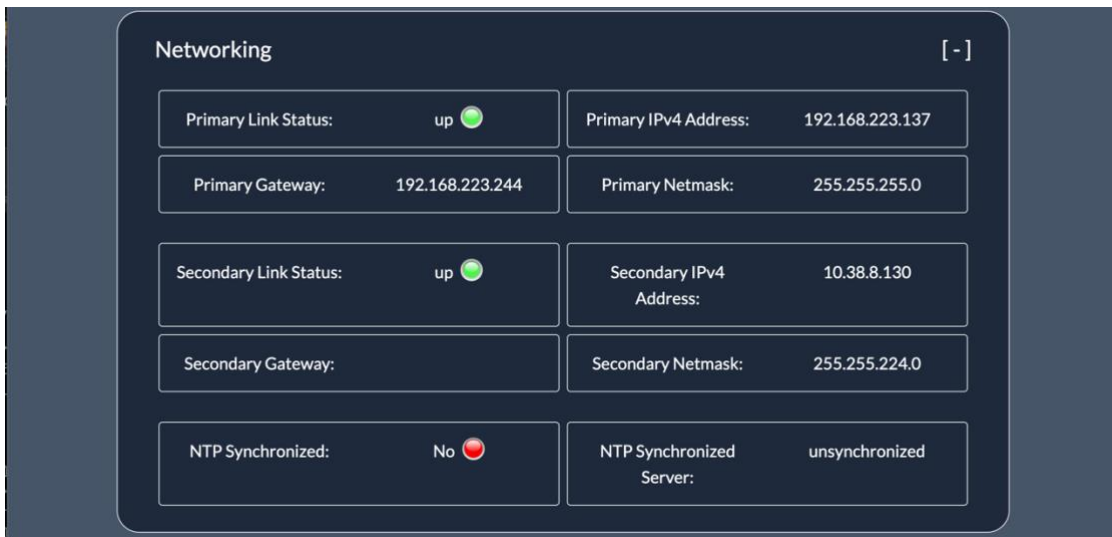 Networking [-]
Primary Link Status: up Primary IPv4 Address: 192.168.223.137
Primary Gateway: 192.168.223.244 Primary Netmask: 255.255.255.0
Secondary Link Status: up Secondary IPv4 Address: 10.38.8.130
Secondary Gateway: Secondary Netmask: 255.255.224.0
NTP Synchronized: No NTP Synchronized Server: unsynchronized